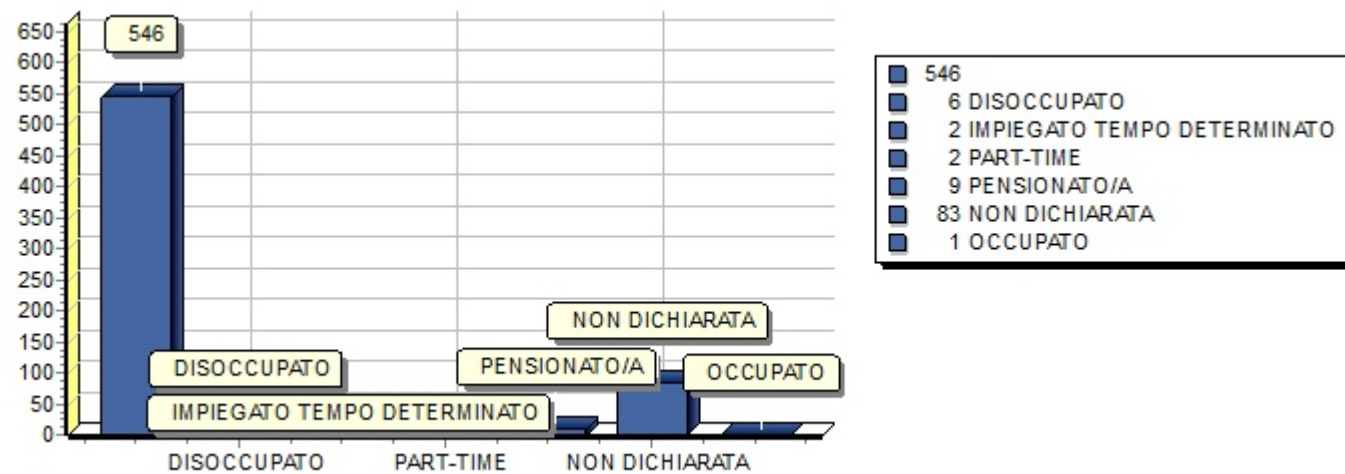 650
600
550
500
450
400
350
300
250
200
150
100
50
0
546
DISOCCUPATO
IMPIEGATO TEMPO DETERMINATO
PENSIONATO/A
NON DICHIARATA
OCCUPATO
DISOCCUPATO
PART-TIME
NON DICHIARATA
546
6 DISOCCUPATO
2 IMPIEGATO TEMPO DETERMINATO
2 PART-TIME
9 PENSIONATO/A
83 NON DICHIARATA
1 OCCUPATO